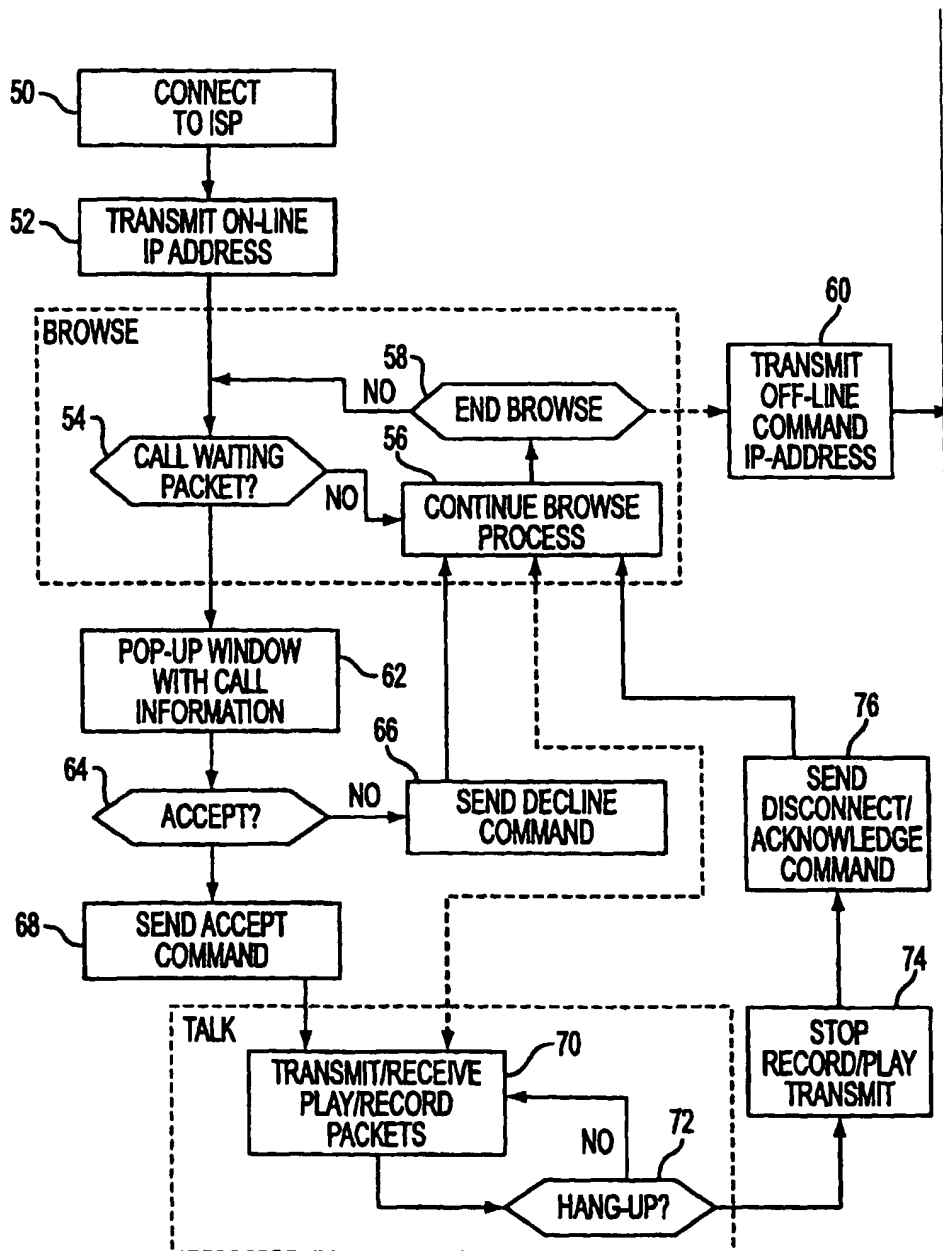 50
CONNECT
TO ISP
52
TRANSMIT ON-LINE
IP ADDRESS
BROWSE
58
NO
END BROWSE
60
TRANSMIT
OFF-LINE
COMMAND
IP-ADDRESS
54
CALL WAITING
PACKET?
NO
56
CONTINUE BROWSE
PROCESS
POP-UP WINDOW
WITH CALL
INFORMATION
62
64
ACCEPT?
NO
66
SEND DECLINE
COMMAND
76
SEND
DISCONNECT/
ACKNOWLEDGE
COMMAND
68
SEND ACCEPT
COMMAND
74
STOP
RECORD/PLAY
TRANSMIT
TALK
70
TRANSMIT/RECEIVE
PLAY/RECORD
PACKETS
NO
72
HANG-UP?